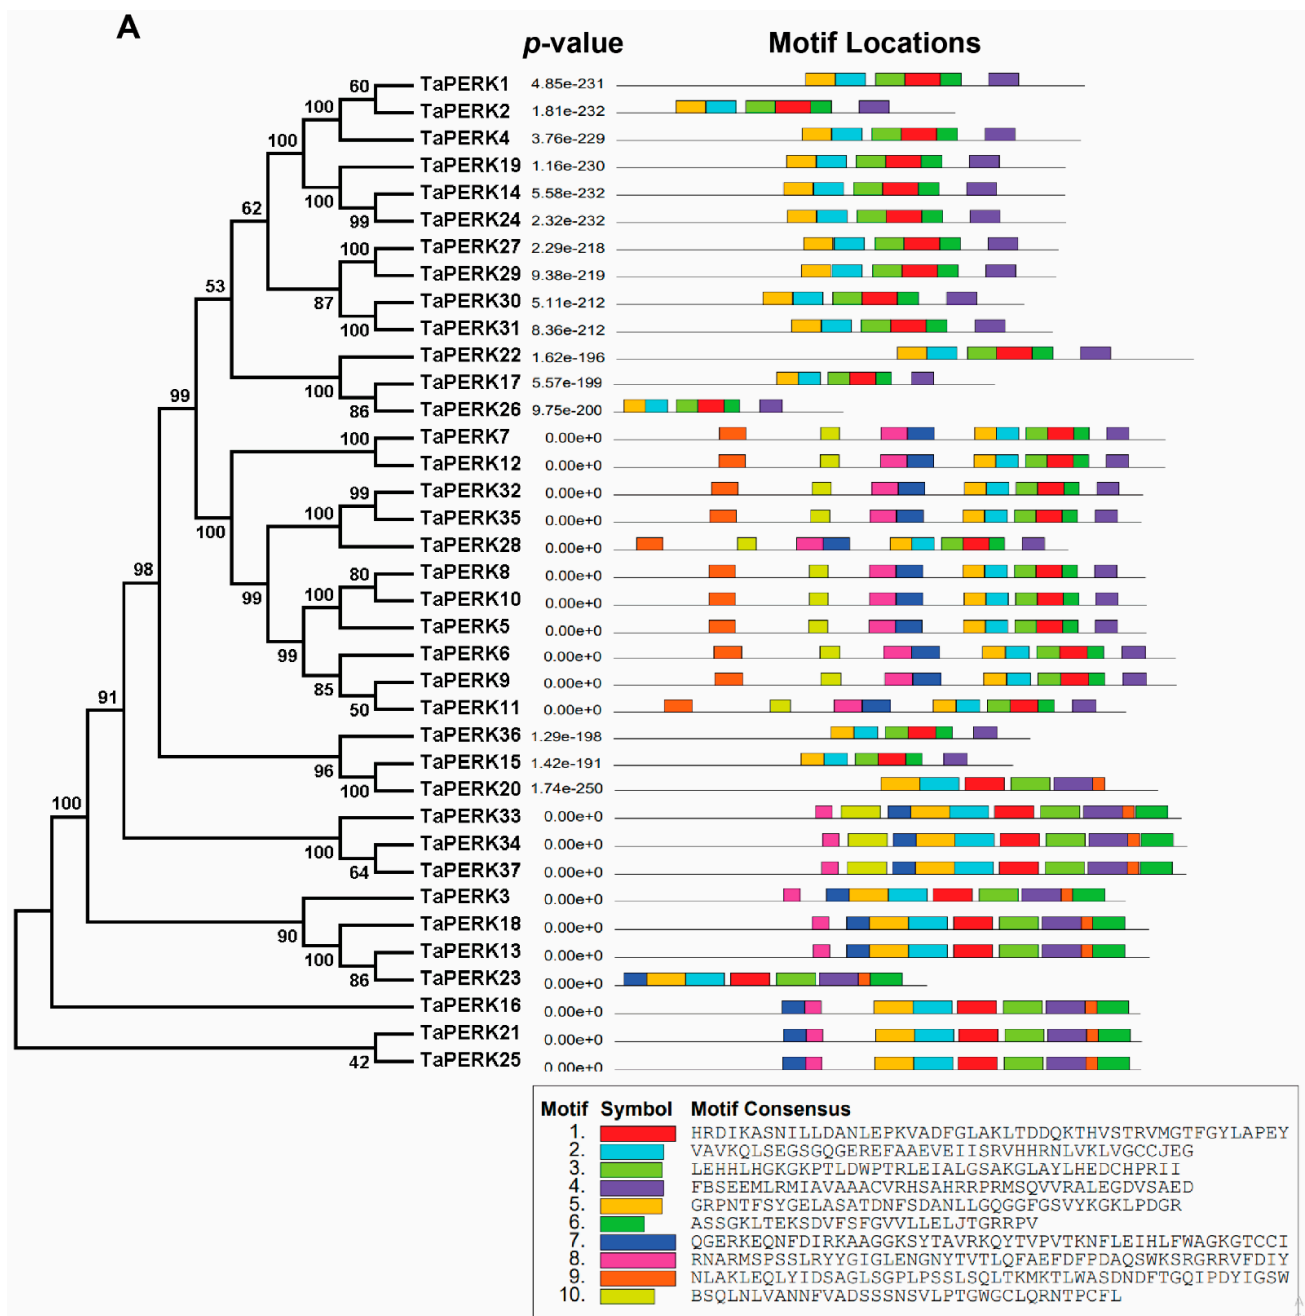 A
p-value Motif Locations
TaPERK1 4.85e-231
TaPERK2 1.81e-232
TaPERK4 3.76e-229
TaPERK19 1.16e-230
TaPERK14 5.58e-232
TaPERK24 2.32e-232
TaPERK27 2.29e-218
TaPERK29 9.38e-219
TaPERK30 5.11e-212
TaPERK31 8.36e-212
TaPERK22 1.62e-196
TaPERK17 5.57e-199
TaPERK26 9.75e-200
TaPERK7 0.00e+0
TaPERK12 0.00e+0
TaPERK32 0.00e+0
TaPERK35 0.00e+0
TaPERK28 0.00e+0
TaPERK8 0.00e+0
TaPERK10 0.00e+0
TaPERK5 0.00e+0
TaPERK6 0.00e+0
TaPERK9 0.00e+0
TaPERK11 0.00e+0
TaPERK36 1.29e-198
TaPERK15 1.42e-191
TaPERK20 1.74e-250
TaPERK33 0.00e+0
TaPERK34 0.00e+0
TaPERK37 0.00e+0
TaPERK3 0.00e+0
TaPERK18 0.00e+0
TaPERK13 0.00e+0
TaPERK23 0.00e+0
TaPERK16 0.00e+0
TaPERK21 0.00e+0
TaPERK25 0.00e+0
60
100
100
100
99
62
100
87
100
53
100
86
99
100
99
100
100
80
100
99
99
85
50
98
96
100
91
100
64
100
90
100
86
42
Motif Symbol Motif Consensus
1. HRDIKASNILLDANLEPKVADFGLAKLTDDQKTHVSTRVMGTFGYLAPEY
2. VAVKQLSEGSGQGEREFAAEVEIISRVHHRNLVKLVGCCJEG
3. LEHHLHGKGKPTLDWPTRLEIALGSAKGLAYLHEDCHPRII
4. FBSEEMLRMIAVAAACVRHSAHRRPRMSQVVRALEGDVSAED
5. GRPNTFSYGELASATDNFSDANLLGQGGFGSVYKGKLPDGR
6. ASSGKLTEKSDVFSFGVVLLELJTGRRPV
7. QGERKEQNFDIRKAAGGKSYTAVRKQYTVPVTKNFLEIHLFWAGKGTCCI
8. RNARMSPSSLRYYGIGLENGNYTVTLQFAEFDFPDAQSWKSRGRRVFDIY
9. NLAKLEQLYIDSAGLSGPLPSSLSQLTKMKTLWASDNDFTGQIPDYIGSW
10. BSQLNLVANNFVADSSSNSVLPTGWGCLQRNTPCFL